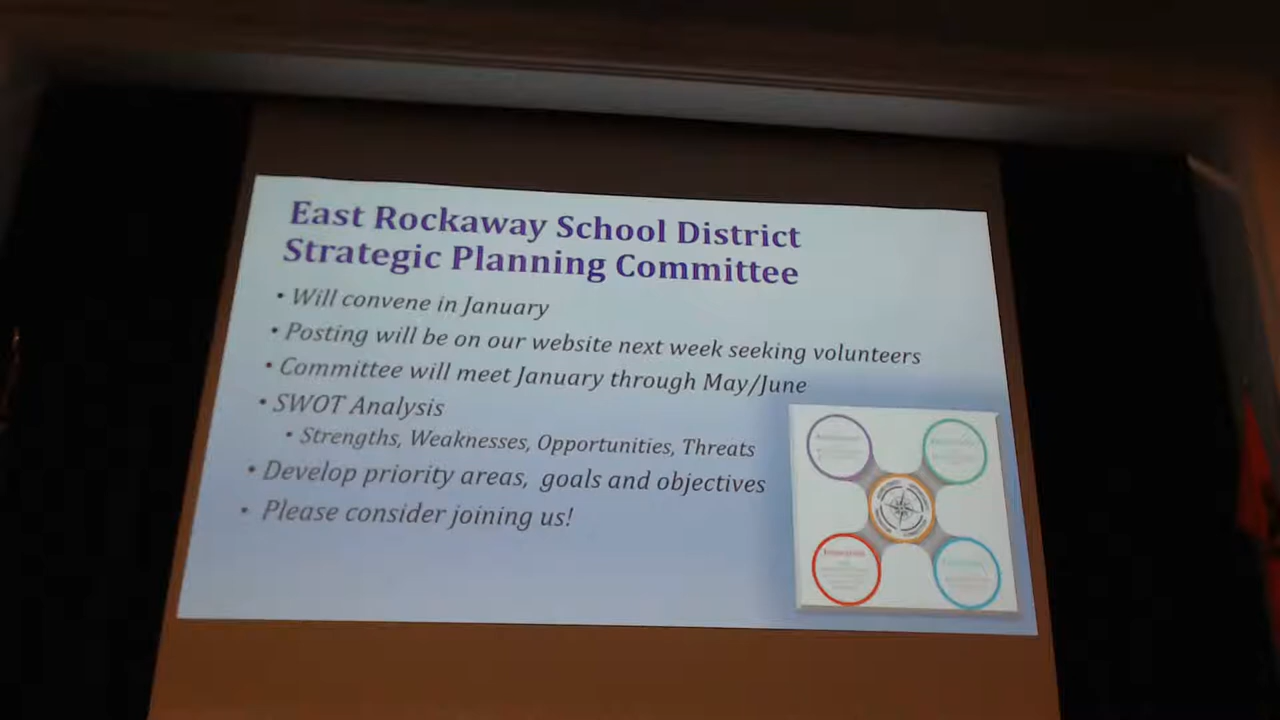 East Rockaway School District
Strategic Planning Committee
• Will convene in January
• Posting will be on our website next week seeking volunteers
• Committee will meet January through May/June
• SWOT Analysis
• Strengths, Weaknesses, Opportunities, Threats
• Develop priority areas, goals and objectives
• Please consider joining us!